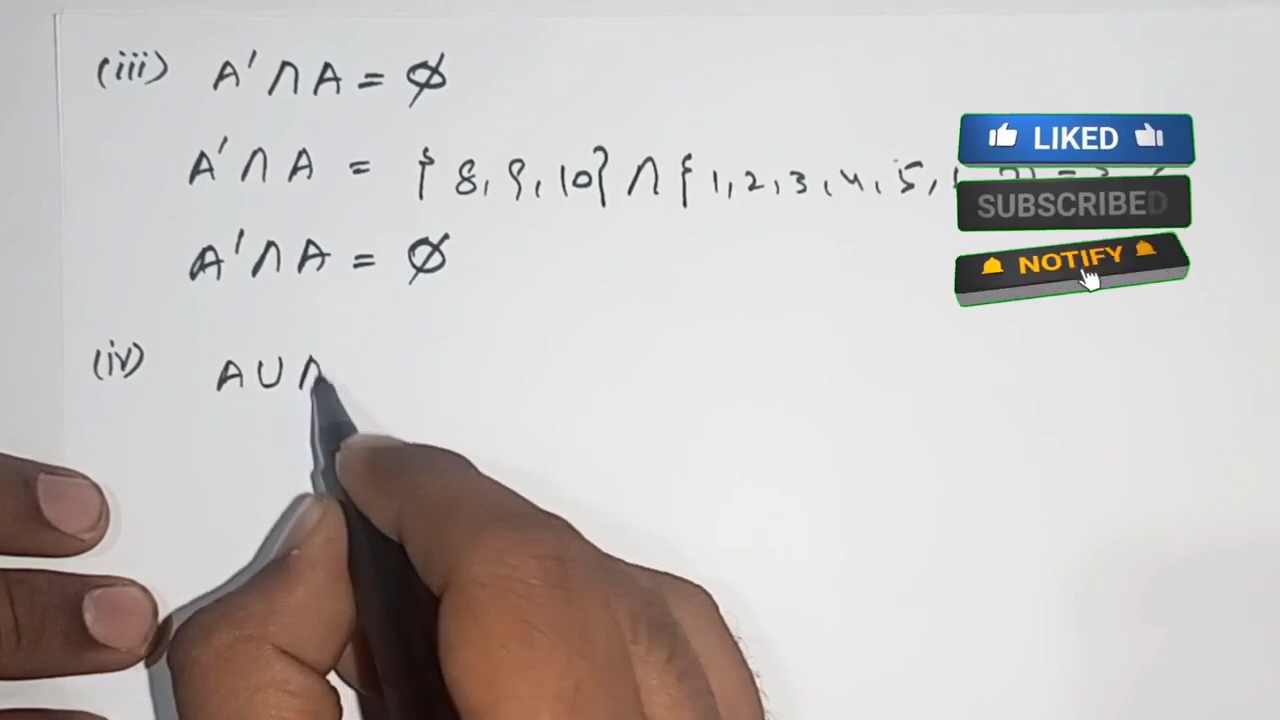 (iii) A' ∩ A = ∅
A' ∩ A = { 8, 9, 10} ∩ { 1, 2, 3, 4, 5,
A' ∩ A = ∅
(iv) A ∪
LIKED
SUBSCRIBED
NOTIFY